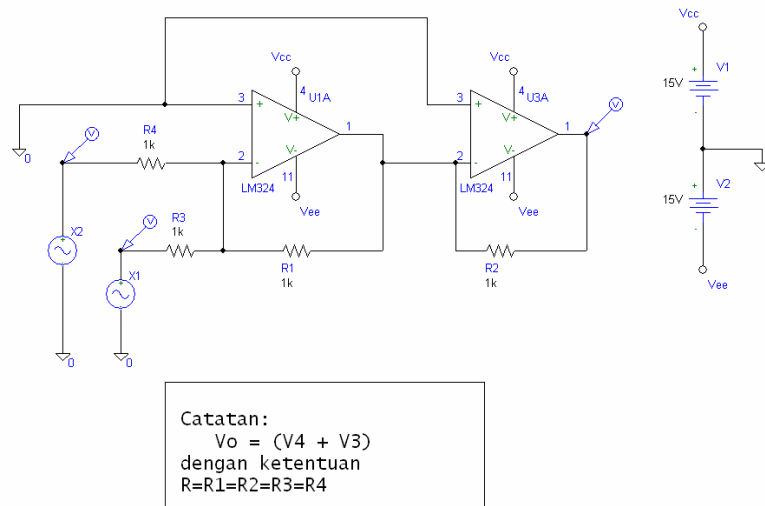 Vcc
Vcc
Vcc
4
U1A
4
U3A
+
V1
3
+
V+
1
3
+
V+
1
V
15V
-
0
R4
V
1k
2
-
V-
2
-
V-
LM324
11
LM324
11
+
V2
15V
R3
V
Vee
Vee
-
X2
+
1k
X1
+
R1
R2
1k
1k
Vee
0
0
Catatan:
Vo = (V4 + V3)
dengan ketentuan
R=R1=R2=R3=R4